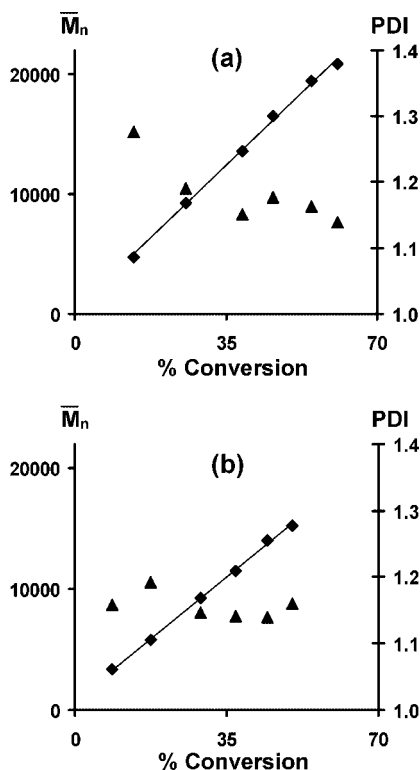 M̅n PDI
(a)
20000
10000
0
1.4
1.3
1.2
1.1
1.0
0 35 70
% Conversion
M̅n PDI
(b)
20000
10000
0
1.4
1.3
1.2
1.1
1.0
0 35 70
% Conversion